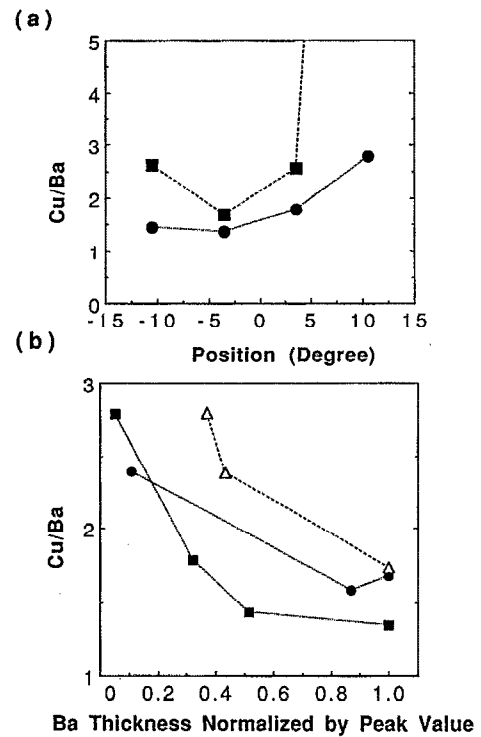 (a)
5
4
3
2
1
0
Cu/Ba
-15 -10 -5 0 5 10 15
Position (Degree)
(b)
3
2
1
Cu/Ba
0 0.2 0.4 0.6 0.8 1.0
Ba Thickness Normalized by Peak Value